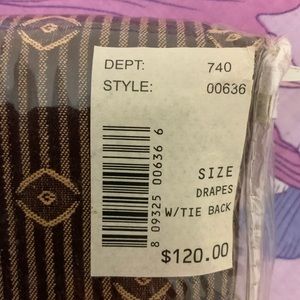 DEPT: 740
STYLE: 00636
8 09325 00636 6
SIZE
DRAPES
W/TIE BACK
$120.00
G
G